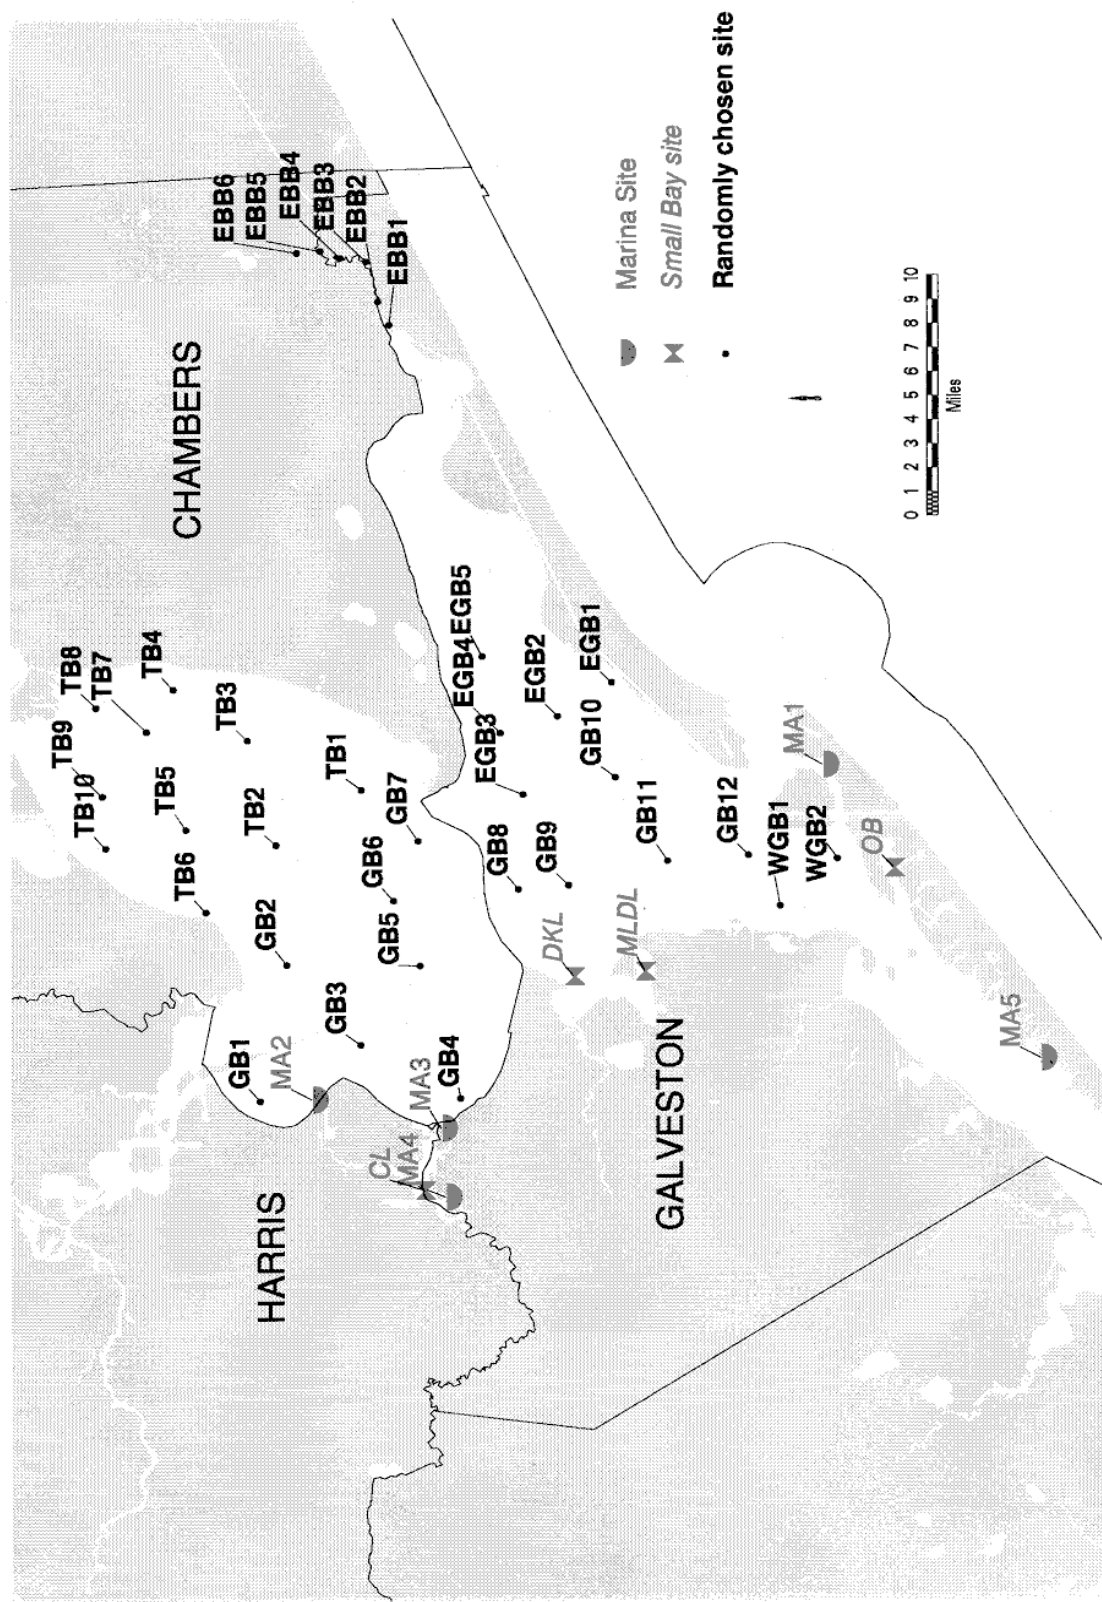 HARRIS
CHAMBERS
GALVESTON
TB10
TB9
TB8
TB7
TB4
TB6
TB5
TB3
TB2
TB1
GB1
GB2
GB3
GB4
GB5
GB6
GB7
GB8
GB9
GB10
GB11
GB12
MA2
MA3
CL
MA4
DKL
MLDL
EGB3
EGB4
EGB5
EGB2
EGB1
EBB6
EBB5
EBB4
EBB3
EBB2
EBB1
WGB1
WGB2
OB
MA1
MA5
Marina Site
Small Bay site
Randomly chosen site
0 1 2 3 4 5 6 7 8 9 10
Miles